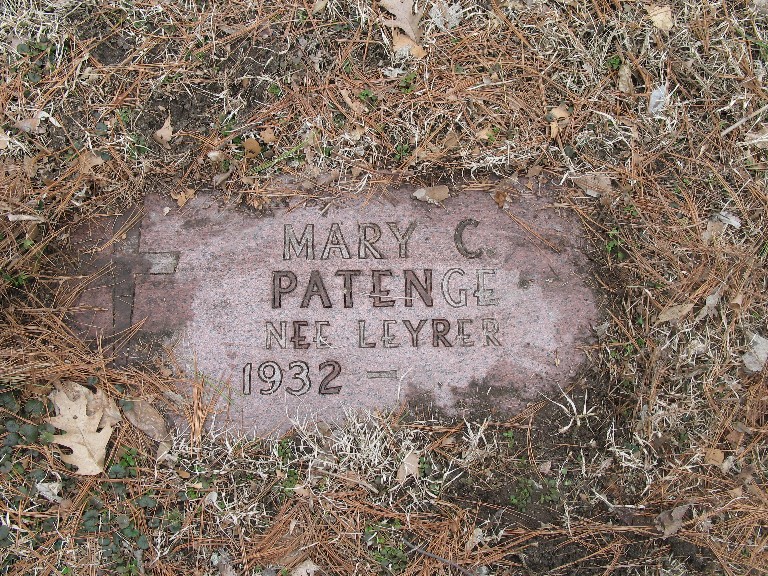 MARY C.
PATENGE
NEE LEYRER
1932 –